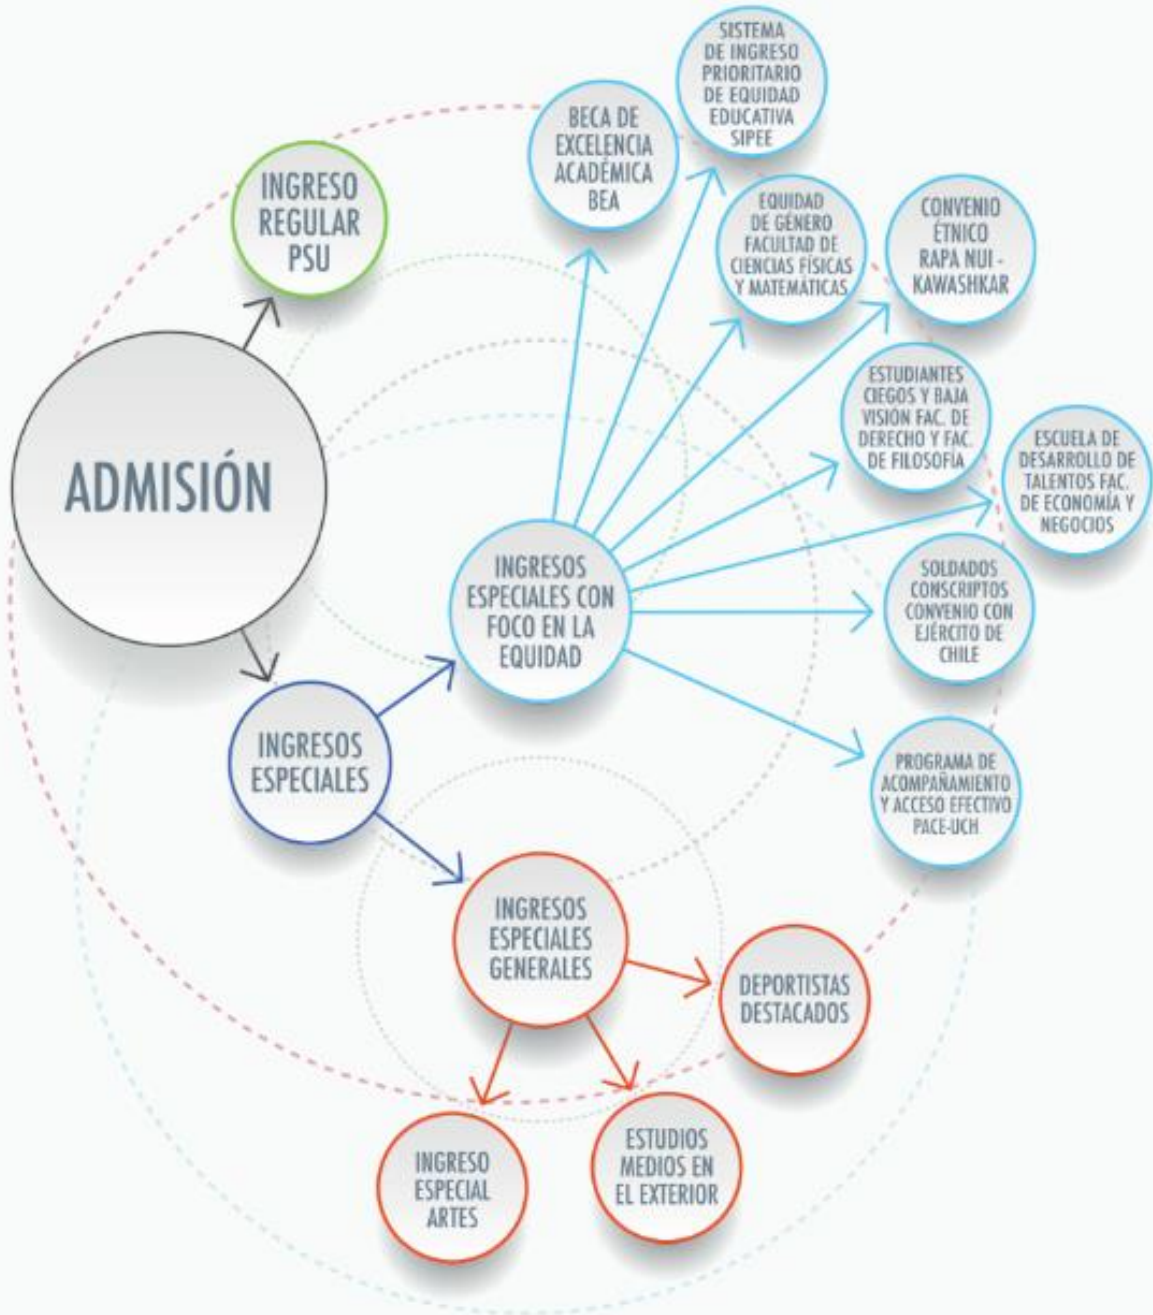 SISTEMA
DE INGRESO
PRIORITARIO
DE EQUIDAD
EDUCATIVA
SIPEE
BECA DE
EXCELENCIA
ACADÉMICA
BEA
INGRESO
REGULAR
PSU
EQUIDAD
DE GÉNERO
FACULTAD DE
CIENCIAS FÍSICAS
Y MATEMÁTICAS
CONVENIO
ÉTNICO
RAPA NUI -
KAWASHKAR
ADMISIÓN
ESTUDIANTES
CIEGOS Y BAJA
VISIÓN FAC. DE
DERECHO Y FAC.
DE FILOSOFÍA
ESCUELA DE
DESARROLLO DE
TALENTOS FAC.
DE ECONOMÍA Y
NEGOCIOS
INGRESOS
ESPECIALES CON
FOCO EN LA
EQUIDAD
SOLDADOS
CONSCRIPTOS
CONVENIO CON
EJÉRCITO DE
CHILE
INGRESOS
ESPECIALES
PROGRAMA DE
ACOMPAÑAMIENTO
Y ACCESO EFECTIVO
PACE-UCH
INGRESOS
ESPECIALES
GENERALES
DEPORTISTAS
DESTACADOS
INGRESO
ESPECIAL
ARTES
ESTUDIOS
MEDIOS EN
EL EXTERIOR